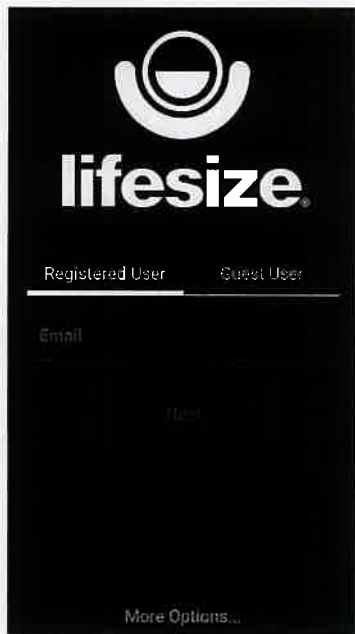 lifesize®
Registered User Guest User
Email
Next
More Options...